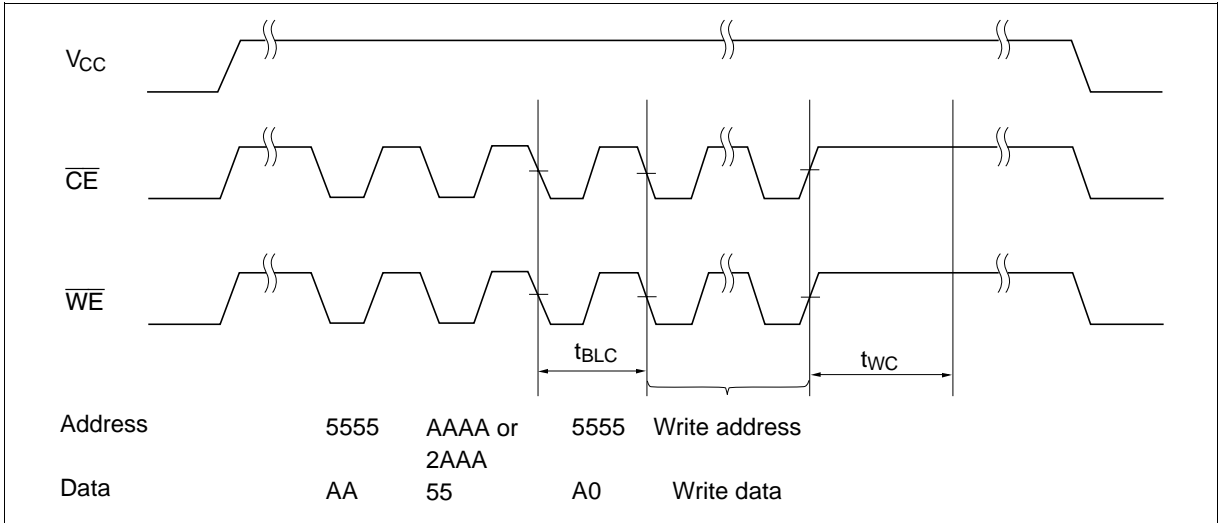 VCC
CE
WE
tBLC
tWC
Address 5555 AAAA or 5555 Write address
2AAA
Data AA 55 A0 Write data